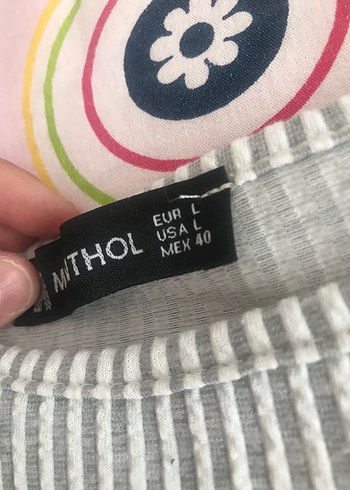 MITHOL
EUR L
USA L
MEX 40